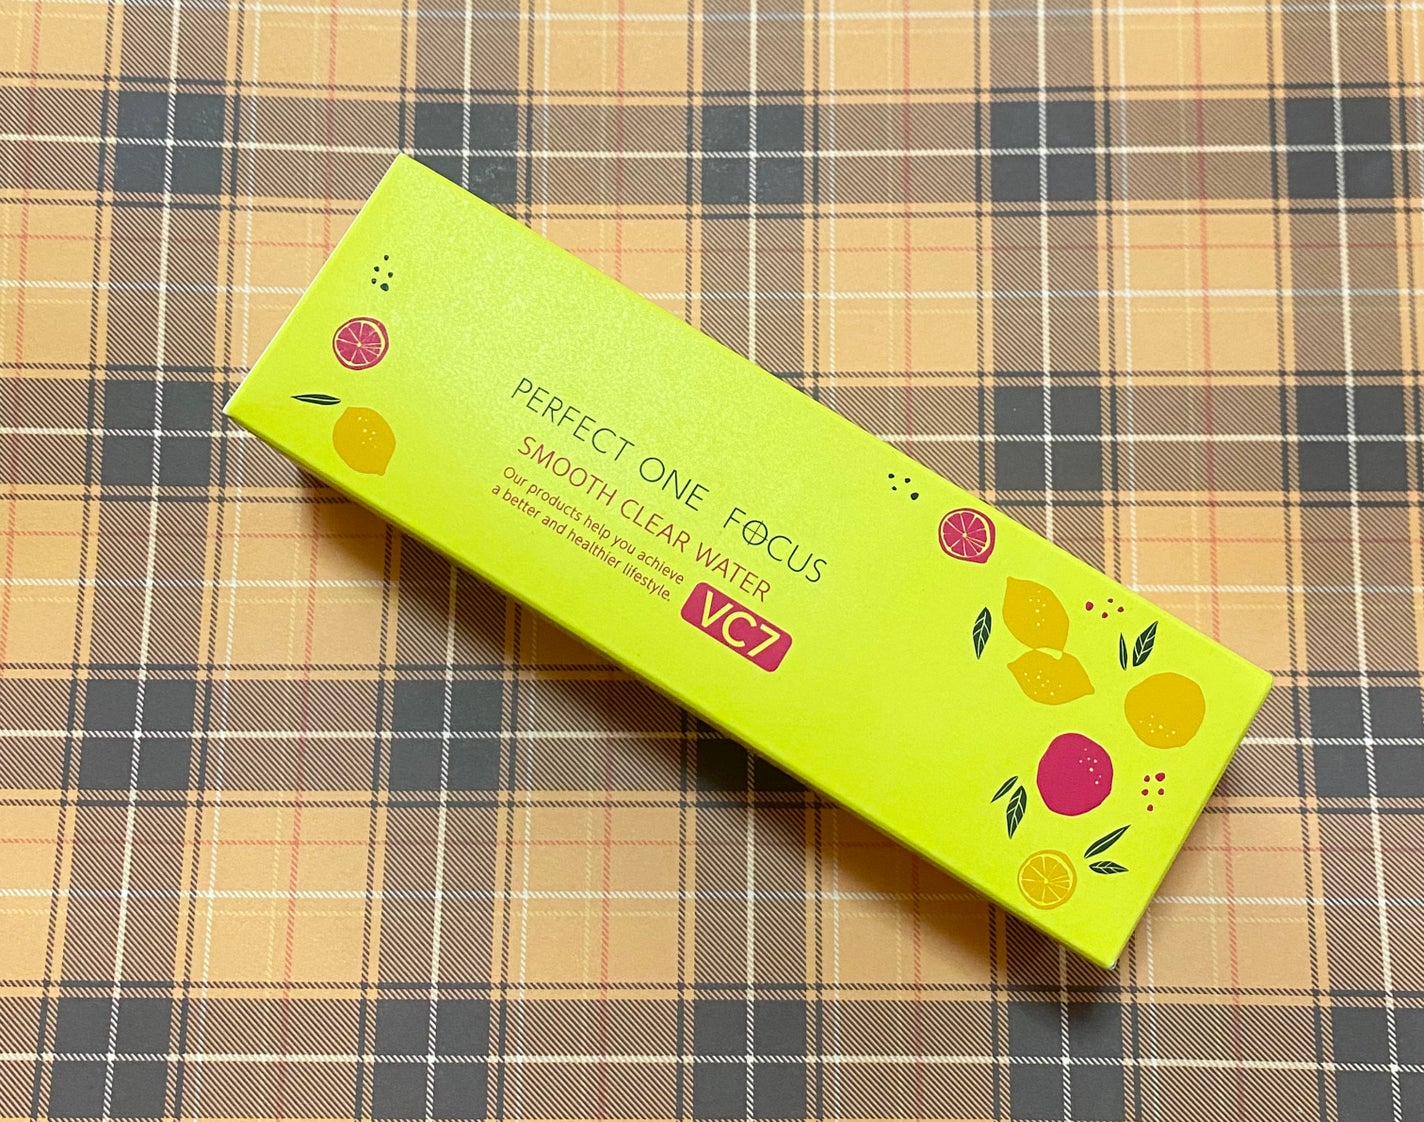 PERFECT ONE FOCUS
SMOOTH CLEAR WATER
Our products help you achieve
a better and healthier lifestyle.
VC7